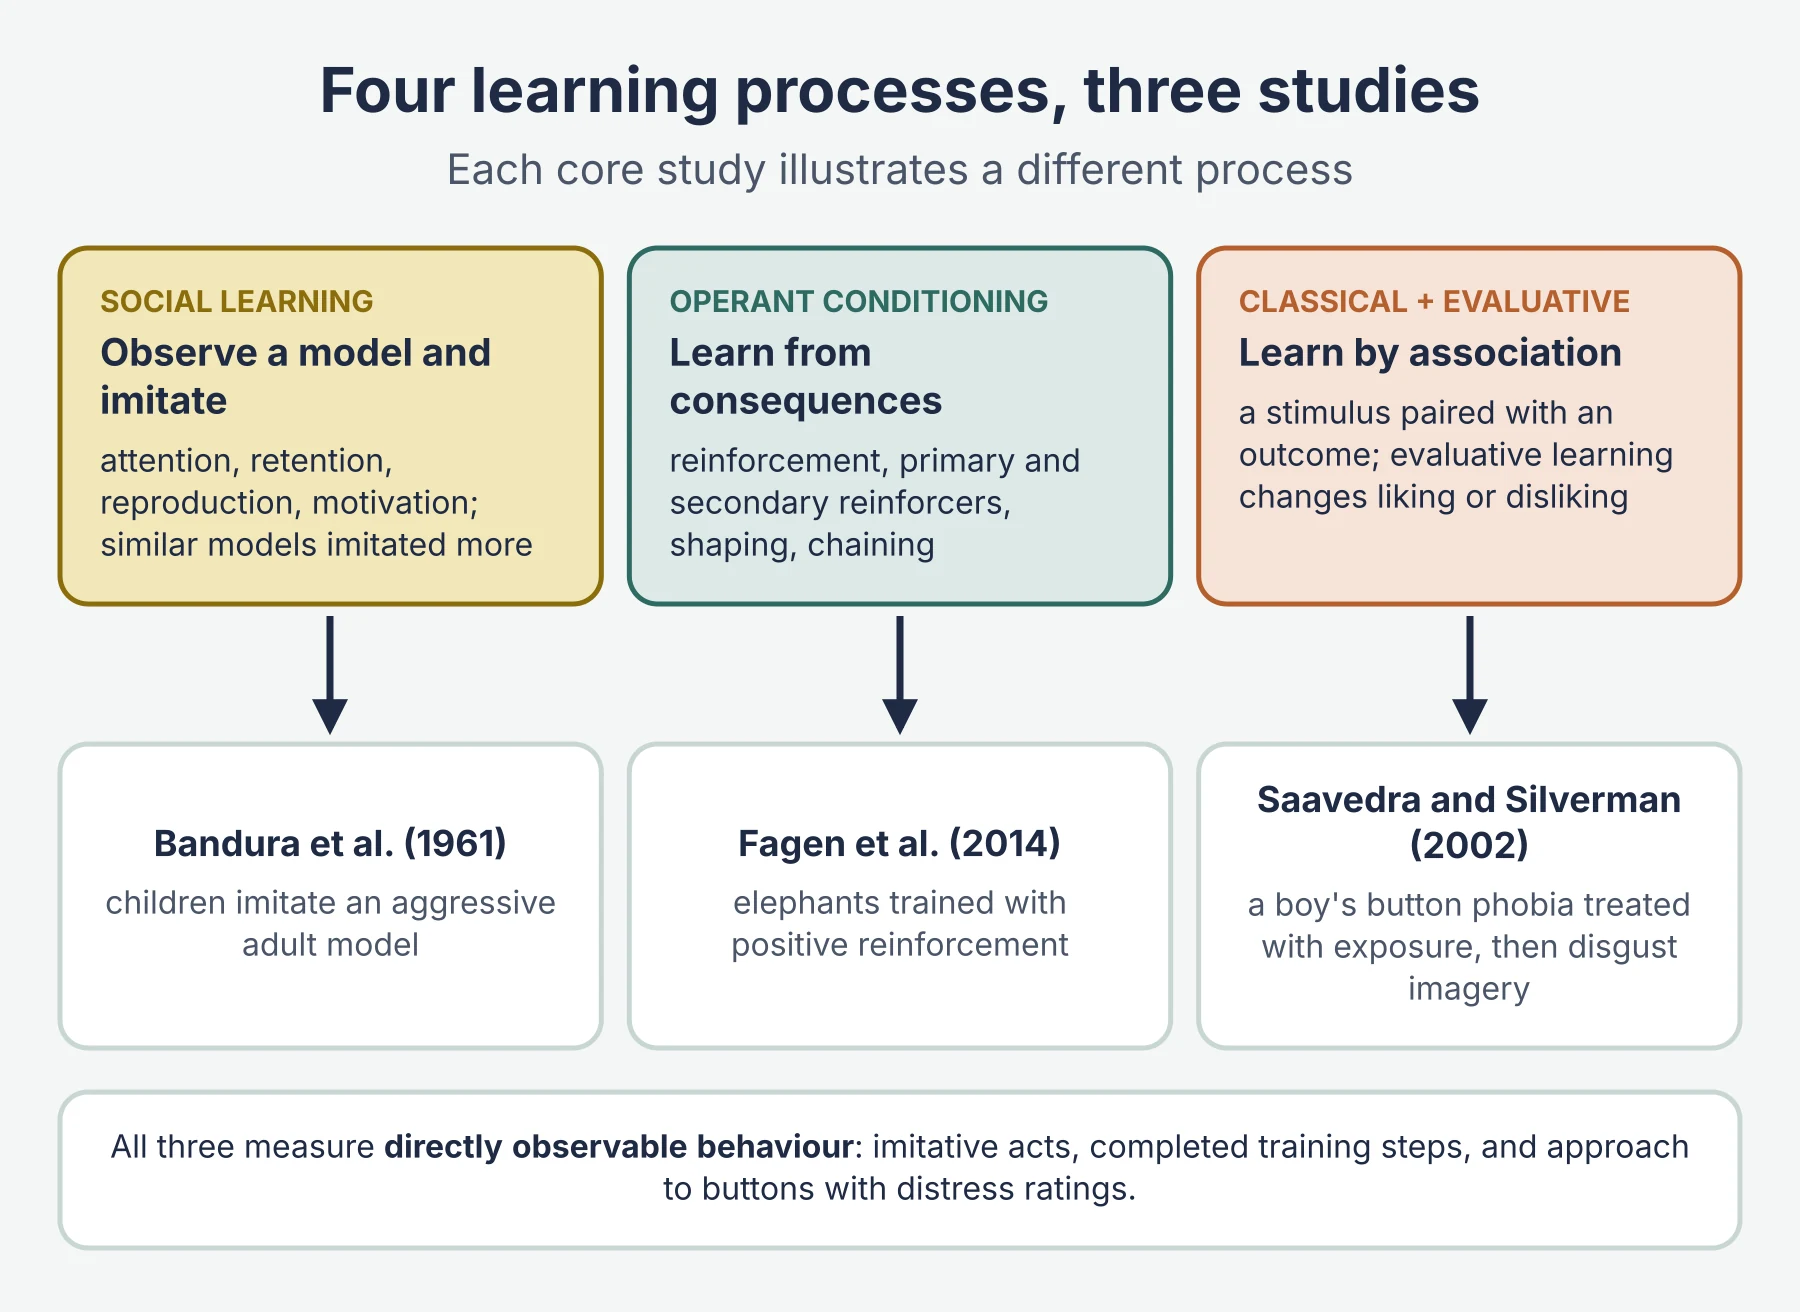 Four learning processes, three studies
Each core study illustrates a different process
SOCIAL LEARNING
Observe a model and
imitate
attention, retention,
reproduction, motivation;
similar models imitated more
OPERANT CONDITIONING
Learn from
consequences
reinforcement, primary and
secondary reinforcers,
shaping, chaining
CLASSICAL + EVALUATIVE
Learn by association
a stimulus paired with an
outcome; evaluative learning
changes liking or disliking
Bandura et al. (1961)
children imitate an aggressive
adult model
Fagen et al. (2014)
elephants trained with
positive reinforcement
Saavedra and Silverman
(2002)
a boy's button phobia treated
with exposure, then disgust
imagery
All three measure directly observable behaviour: imitative acts, completed training steps, and approach
to buttons with distress ratings.